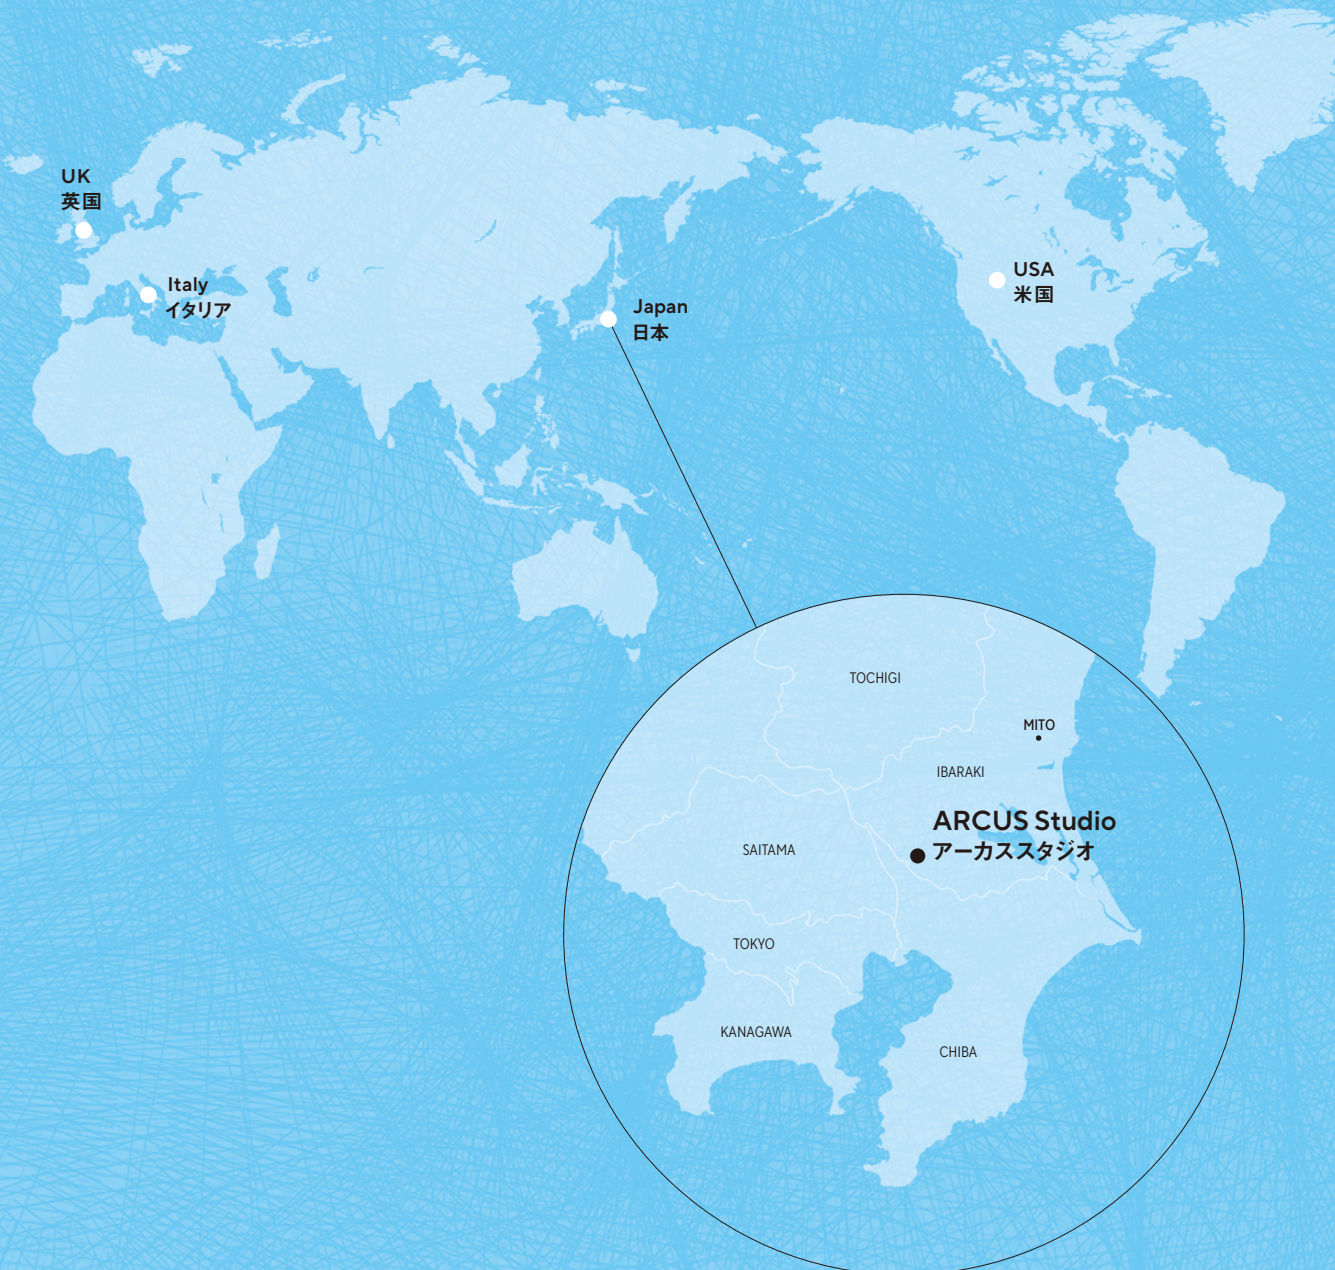 UK
英国
Italy
イタリア
Japan
日本
USA
米国
TOCHIGI
MITO
IBARAKI
ARCUS Studio
アーカススタジオ
SAITAMA
TOKYO
KANAGAWA
CHIBA